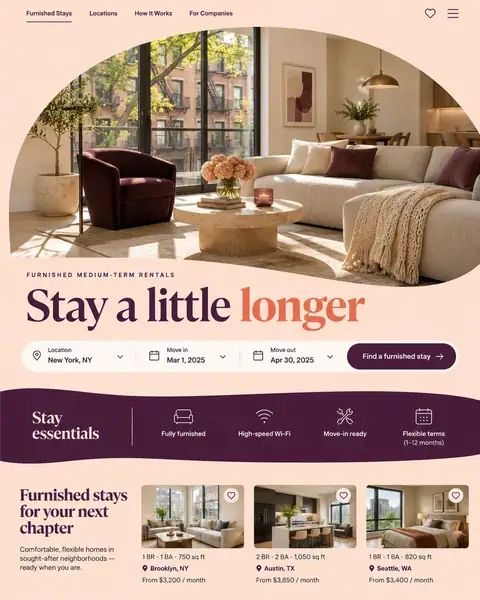 Furnished Stays
Locations
How It Works
For Companies
FURNISHED MEDIUM-TERM RENTALS
Stay a little longer
Location
New York, NY
Move in
Mar 1, 2025
Move out
Apr 30, 2025
Find a furnished stay →
Stay
essentials
Fully furnished
High-speed Wi-Fi
Move-in ready
Flexible terms
(1–12 months)
Furnished stays
for your next
chapter
Comfortable, flexible homes in
sought-after neighborhoods —
ready when you are.
1 BR · 1 BA · 750 sq ft
Brooklyn, NY
From $3,200 / month
2 BR · 2 BA · 1,050 sq ft
Austin, TX
From $3,850 / month
1 BR · 1 BA · 820 sq ft
Seattle, WA
From $3,400 / month